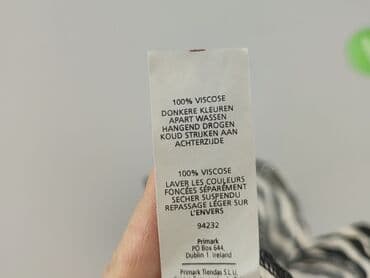 100% VISCOSE
DONKERE KLEUREN
APART WASSEN
HANGEND DROGEN
KOUD STRIJKEN AAN
ACHTERZIJDE
100% VISCOSE
LAVER LES COULEURS
FONCÉES SÉPARÉMENT
SECHER SUSPENDU
REPASSAGE LÉGER SUR
L'ENVERS
94232
Primark
PO Box 644,
Dublin 1. Ireland
Primark Tiendas S.L.U.